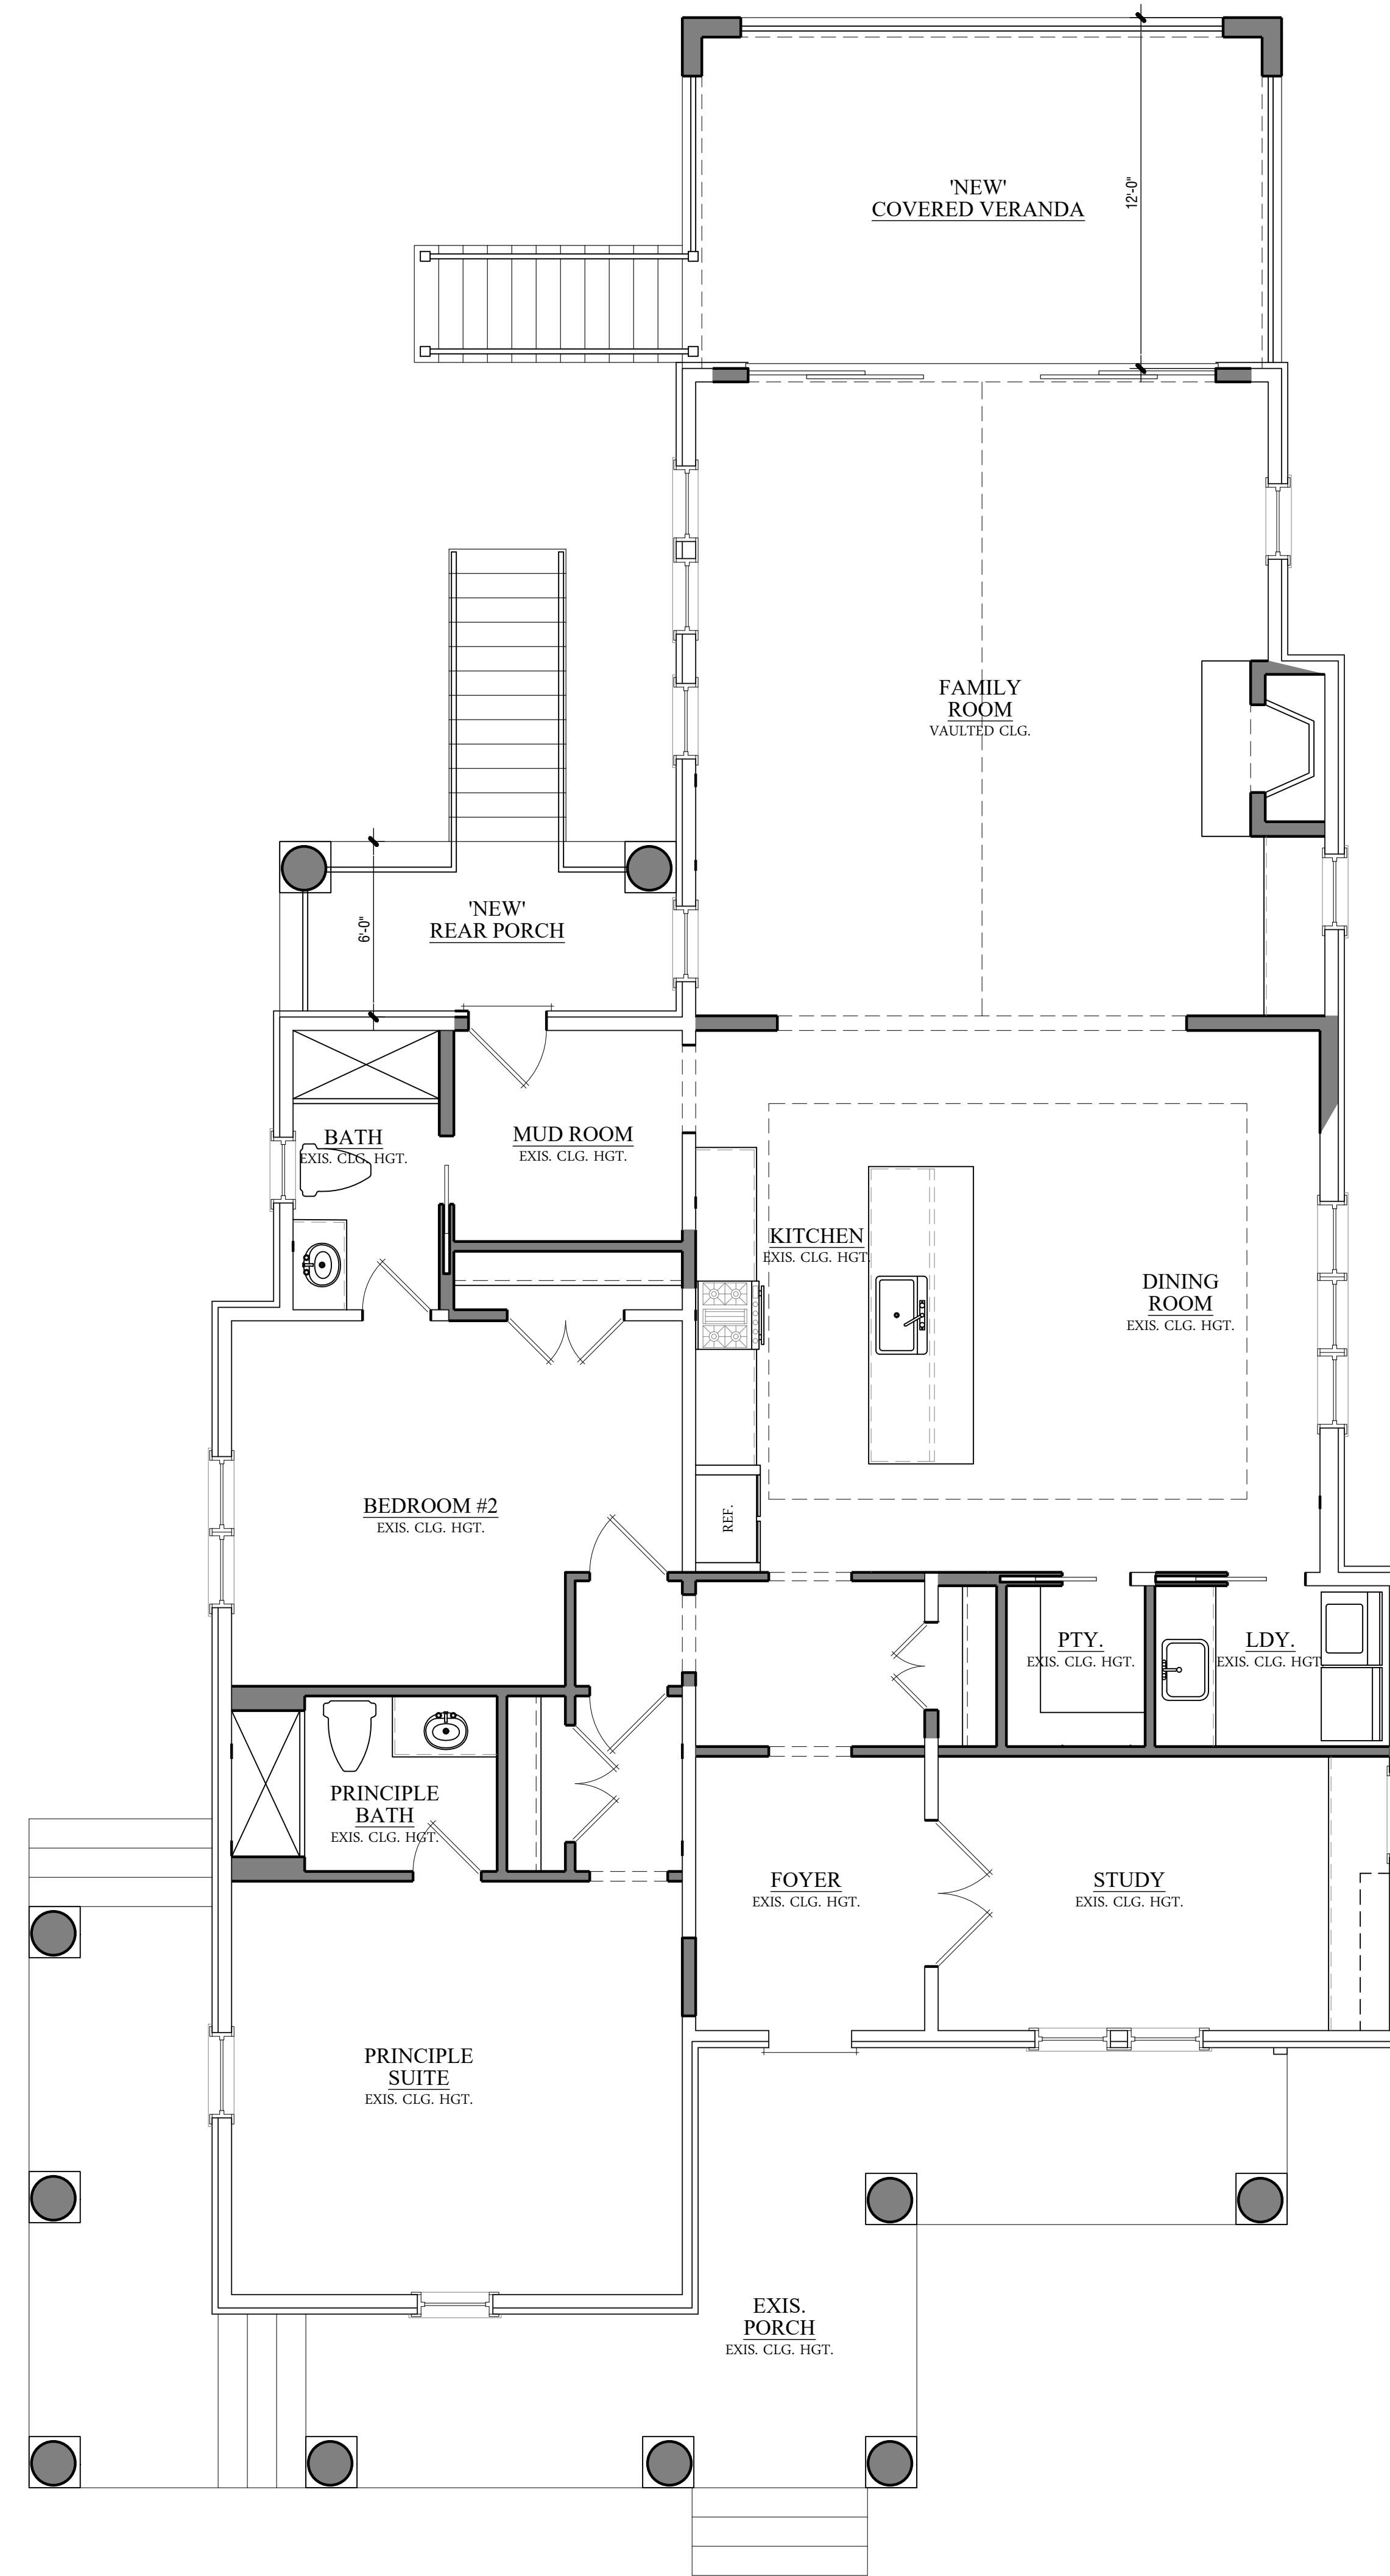 'NEW'
COVERED VERANDA
12'-0"
FAMILY
ROOM
VAULTED CLG.
'NEW'
REAR PORCH
6'-0"
BATH
EXIS. CLG. HGT.
MUD ROOM
EXIS. CLG. HGT.
KITCHEN
EXIS. CLG. HGT.
DINING
ROOM
EXIS. CLG. HGT.
BEDROOM #2
EXIS. CLG. HGT.
REF.
PTY.
EXIS. CLG. HGT.
LDY.
EXIS. CLG. HGT.
PRINCIPLE
BATH
EXIS. CLG. HGT.
FOYER
EXIS. CLG. HGT.
STUDY
EXIS. CLG. HGT.
PRINCIPLE
SUITE
EXIS. CLG. HGT.
EXIS.
PORCH
EXIS. CLG. HGT.